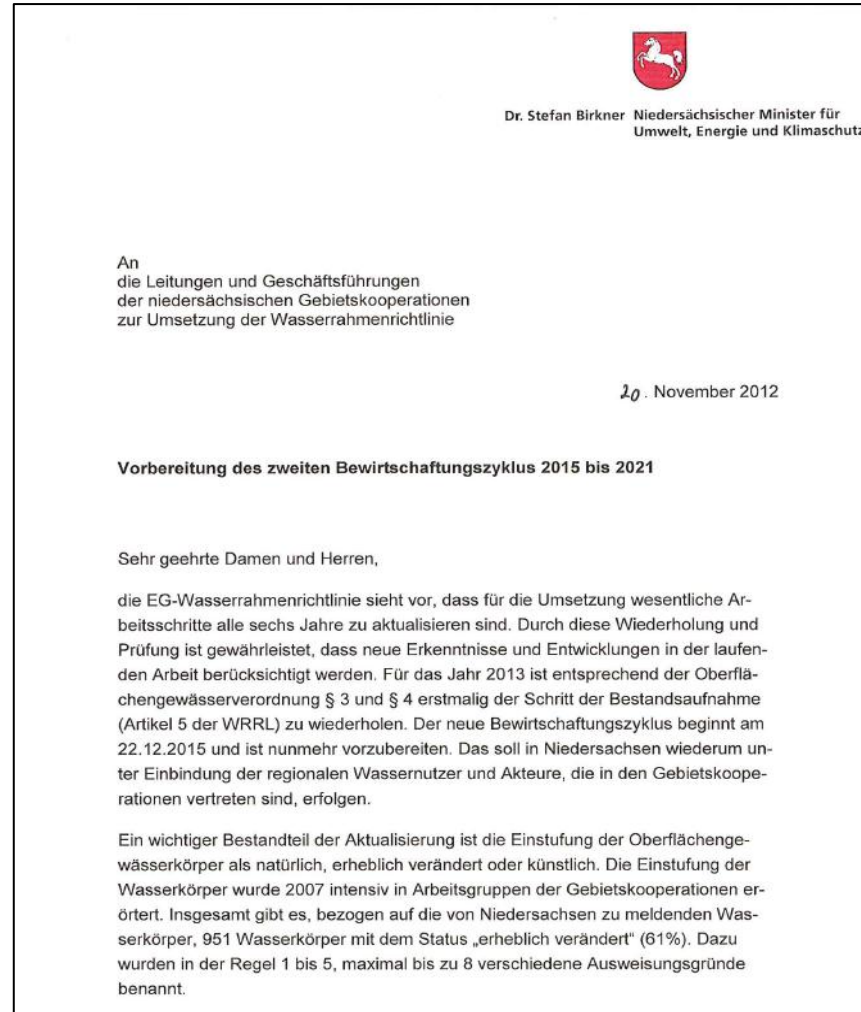 Dr. Stefan Birkner Niedersächsischer Minister für
Umwelt, Energie und Klimaschutz
An
die Leitungen und Geschäftsführungen
der niedersächsischen Gebietskooperationen
zur Umsetzung der Wasserrahmenrichtlinie
20. November 2012
Vorbereitung des zweiten Bewirtschaftungszyklus 2015 bis 2021
Sehr geehrte Damen und Herren,
die EG-Wasserrahmenrichtlinie sieht vor, dass für die Umsetzung wesentliche Ar-
beitsschritte alle sechs Jahre zu aktualisieren sind. Durch diese Wiederholung und
Prüfung ist gewährleistet, dass neue Erkenntnisse und Entwicklungen in der laufen-
den Arbeit berücksichtigt werden. Für das Jahr 2013 ist entsprechend der Oberflä-
chengewässerverordnung § 3 und § 4 erstmalig der Schritt der Bestandsaufnahme
(Artikel 5 der WRRL) zu wiederholen. Der neue Bewirtschaftungszyklus beginnt am
22.12.2015 und ist nunmehr vorzubereiten. Das soll in Niedersachsen wiederum un-
ter Einbindung der regionalen Wassernutzer und Akteure, die in den Gebietskoope-
rationen vertreten sind, erfolgen.
Ein wichtiger Bestandteil der Aktualisierung ist die Einstufung der Oberflächenge-
wässerkörper als natürlich, erheblich verändert oder künstlich. Die Einstufung der
Wasserkörper wurde 2007 intensiv in Arbeitsgruppen der Gebietskooperationen er-
örtert. Insgesamt gibt es, bezogen auf die von Niedersachsen zu meldenden Was-
serkörper, 951 Wasserkörper mit dem Status „erheblich verändert“ (61%). Dazu
wurden in der Regel 1 bis 5, maximal bis zu 8 verschiedene Ausweisungsgründe
benannt.